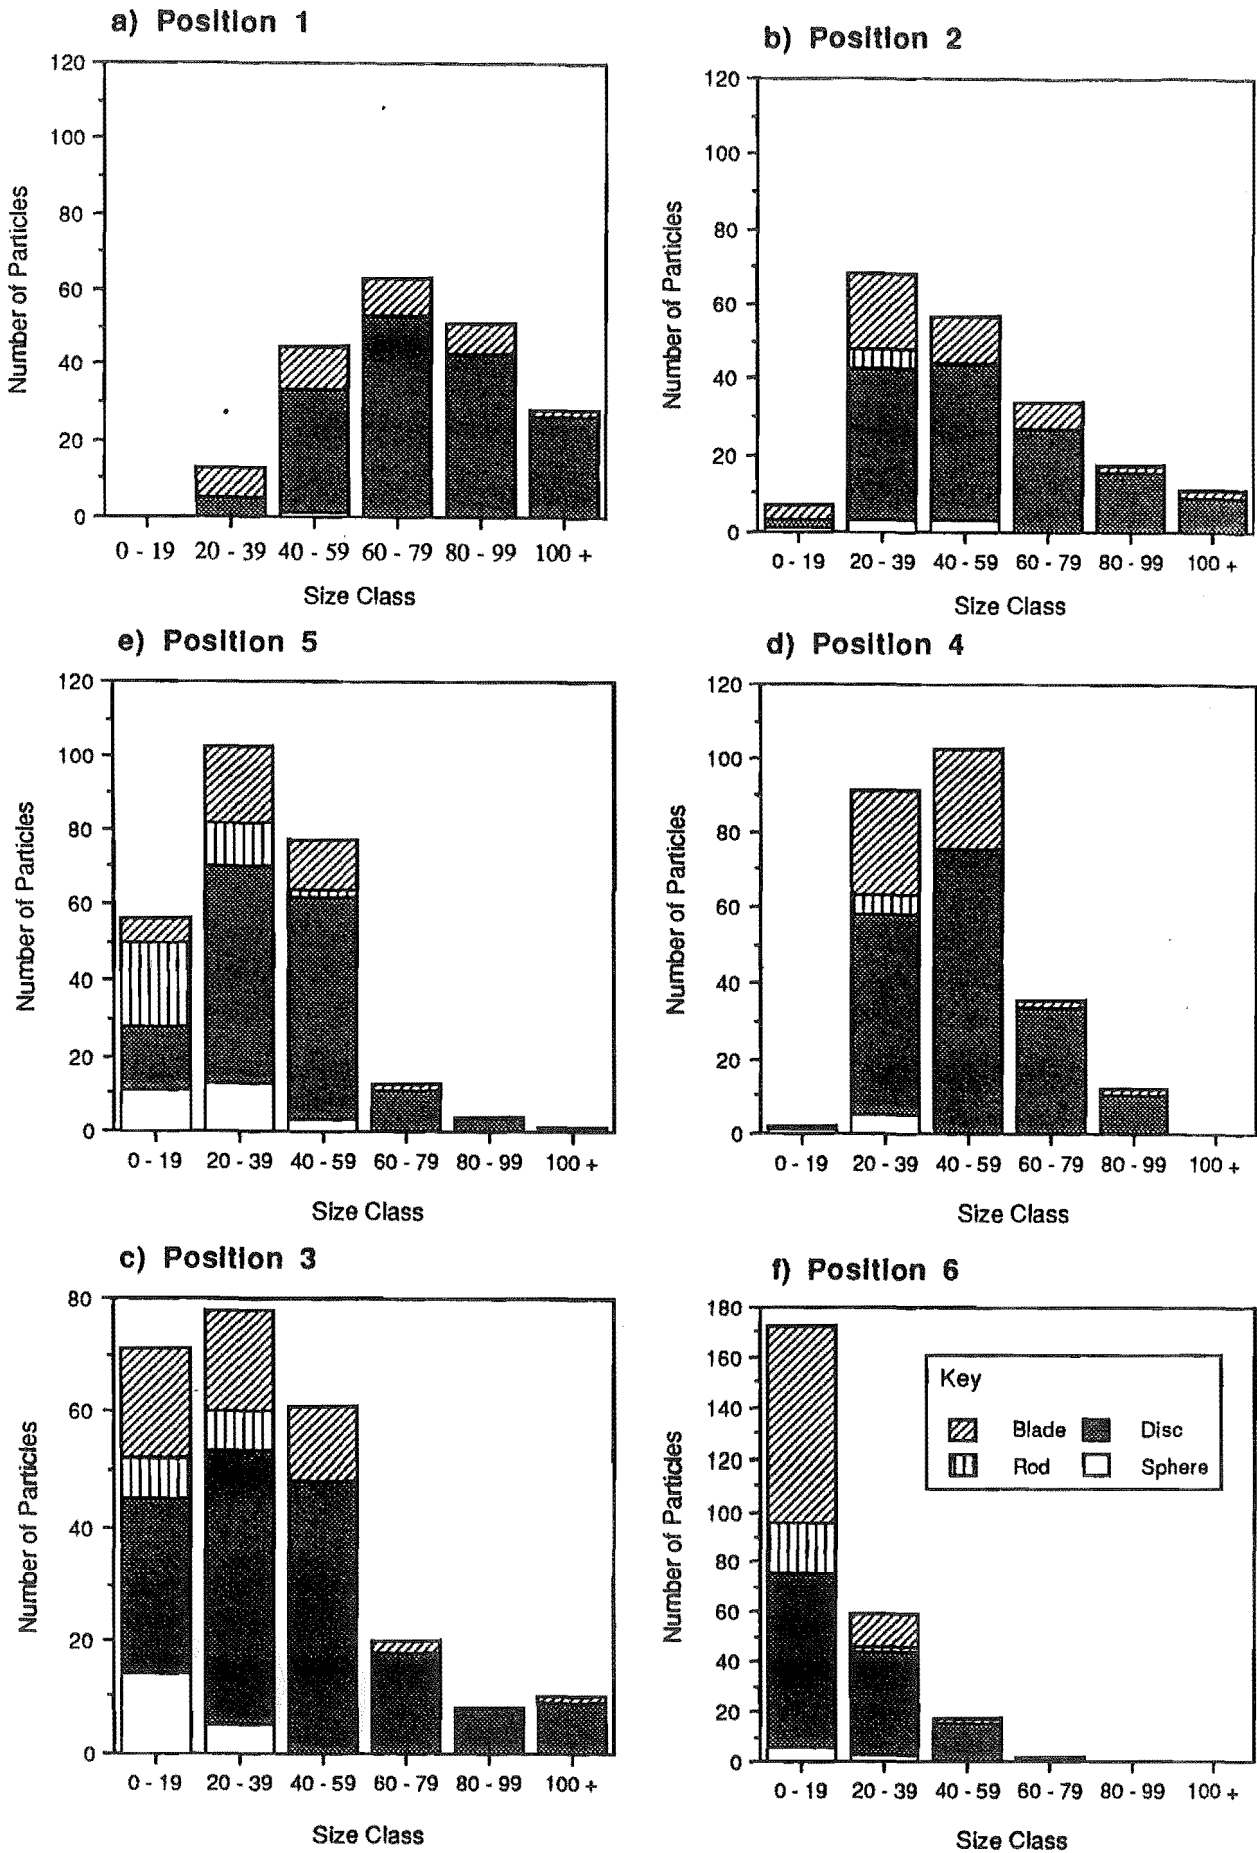 a) Position 1
120
100
80
60
40
20
0
Number of Particles
0 - 19 20 - 39 40 - 59 60 - 79 80 - 99 100 +
Size Class
b) Position 2
120
100
80
60
40
20
0
Number of Particles
0 - 19 20 - 39 40 - 59 60 - 79 80 - 99 100 +
Size Class
e) Position 5
120
100
80
60
40
20
0
Number of Particles
0 - 19 20 - 39 40 - 59 60 - 79 80 - 99 100 +
Size Class
d) Position 4
120
100
80
60
40
20
0
Number of Particles
0 - 19 20 - 39 40 - 59 60 - 79 80 - 99 100 +
Size Class
c) Position 3
80
60
40
20
0
Number of Particles
0 - 19 20 - 39 40 - 59 60 - 79 80 - 99 100 +
Size Class
f) Position 6
180
160
140
120
100
80
60
40
20
0
Number of Particles
Key
Blade Disc
Rod Sphere
0 - 19 20 - 39 40 - 59 60 - 79 80 - 99 100 +
Size Class